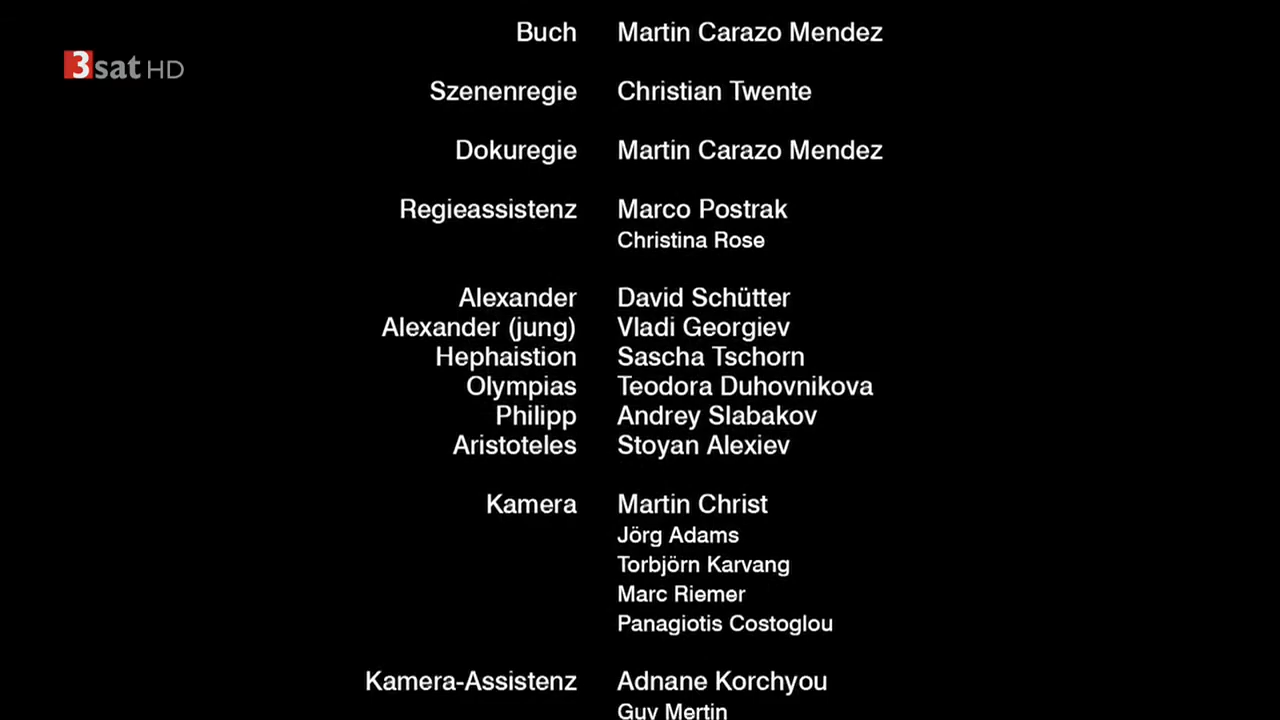 3sat HD
Buch Martin Carazo Mendez
Szenenregie Christian Twente
Dokuregie Martin Carazo Mendez
Regieassistenz Marco Postrak
Christina Rose
Alexander David Schütter
Alexander (jung) Vladi Georgiev
Hephaistion Sascha Tschorn
Olympias Teodora Duhovnikova
Philipp Andrey Slabakov
Aristoteles Stoyan Alexiev
Kamera Martin Christ
Jörg Adams
Torbjörn Karvang
Marc Riemer
Panagiotis Costoglou
Kamera-Assistenz Adnane Korchyou
Guy Mertin